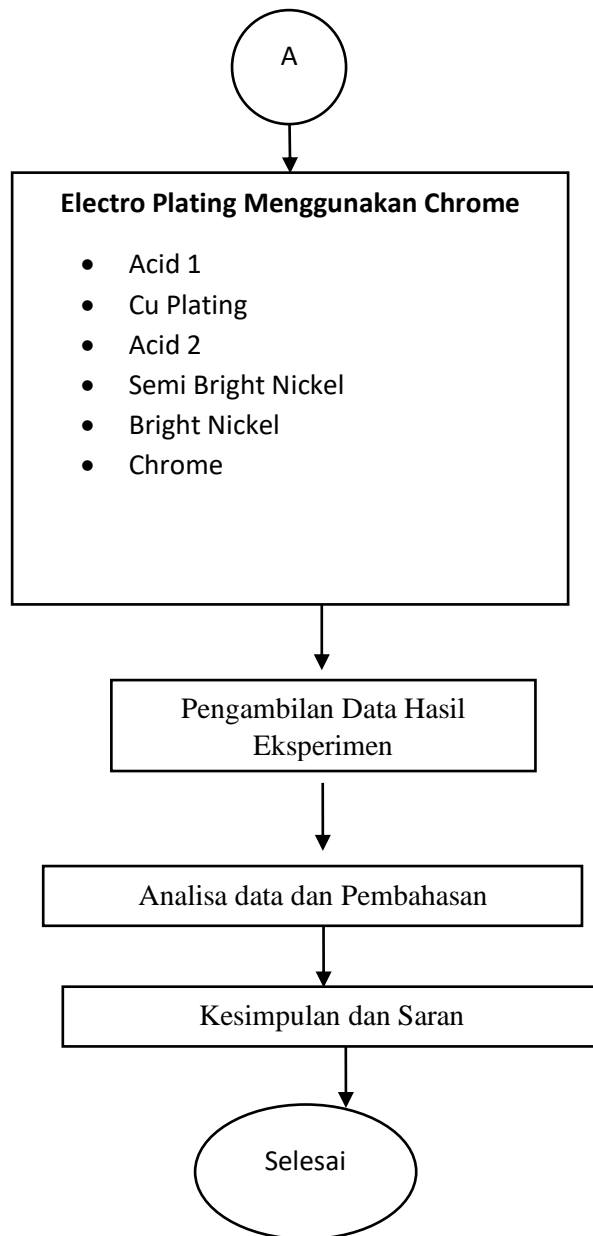 A
Electro Plating Menggunakan Chrome
• Acid 1
• Cu Plating
• Acid 2
• Semi Bright Nickel
• Bright Nickel
• Chrome
Pengambilan Data Hasil
Eksperimen
Analisa data dan Pembahasan
Kesimpulan dan Saran
Selesai